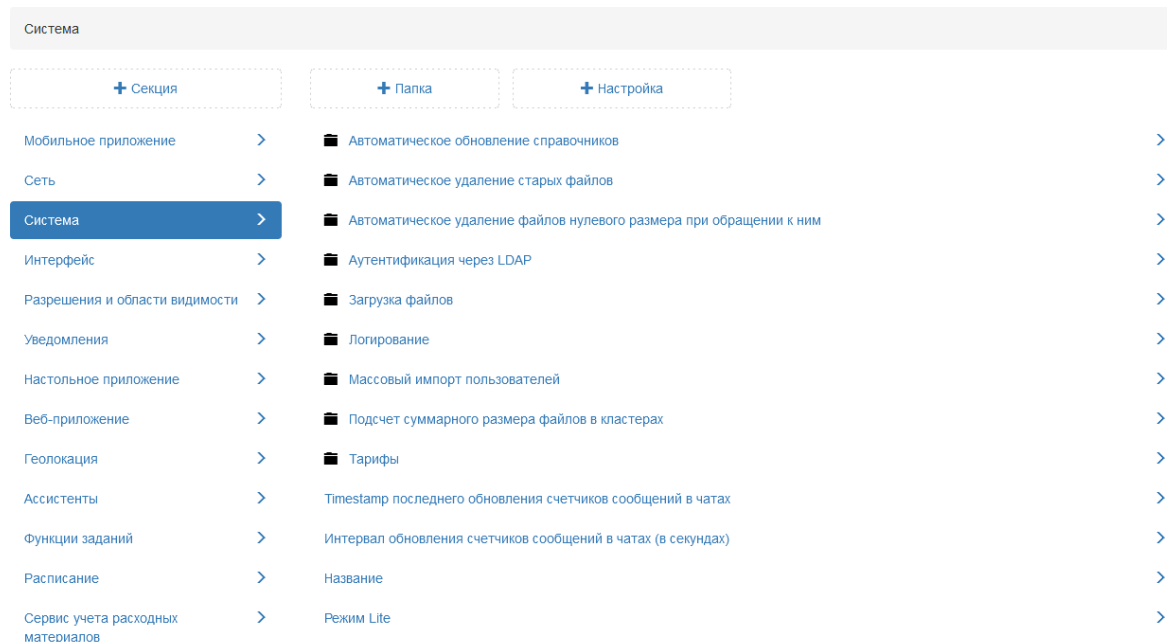 Система
Секция
Папка
Настройка
Мобильное приложение
Сеть
Система
Интерфейс
Разрешения и области видимости
Уведомления
Настольное приложение
Веб-приложение
Геолокация
Ассистенты
Функции заданий
Расписание
Сервис учета расходных
материалов
Автоматическое обновление справочников
Автоматическое удаление старых файлов
Автоматическое удаление файлов нулевого размера при обращении к ним
Аутентификация через LDAP
Загрузка файлов
Логирование
Массовый импорт пользователей
Подсчет суммарного размера файлов в кластерах
Тарифы
Timestamp последнего обновления счетчиков сообщений в чатах
Интервал обновления счетчиков сообщений в чатах (в секундах)
Название
Режим Lite